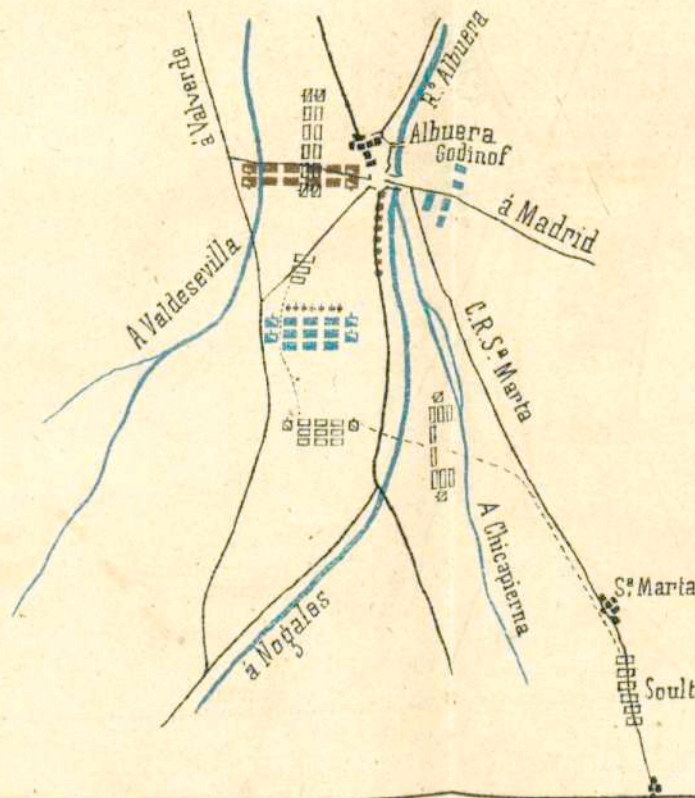 á Valverde
Rº Albuera
Albuera
Godinof
á Madrid
A Valdesevilla
C.R.Sª Marta
A Chicapierna
Sª Marta
á Nogales
Soult